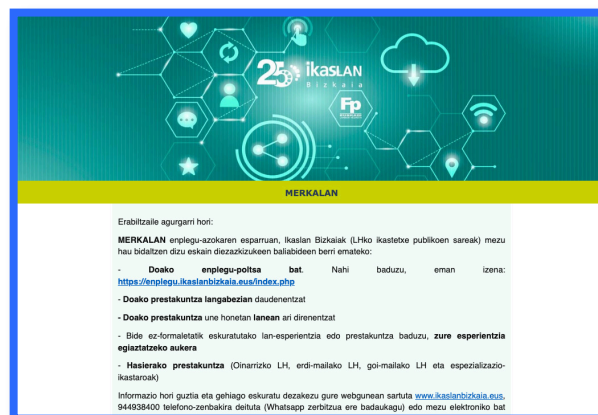 25 ikasLAN
Bizkaia
Fp
MERKALAN
Erabiltzaile agurgarri hori:
MERKALAN enplegu-azokaren esparruan, Ikaslan Bizkaiak (LHko ikastetxe publikoen sareak) mezu
hau bidaltzen dizu eskain diezazkizukeen baliabideen berri emateko:
- Doako enplegu-poltsa bat. Nahi baduzu, eman izena:
https://enplegu.ikaslanbizkaia.eus/index.php
- Doako prestakuntza langabezian daudenentzat
- Doako prestakuntza une honetan lanean ari direnentzat
- Bide ez-formaletatik eskuratutako lan-esperientzia edo prestakuntza baduzu, zure esperientzia
egiaztatzeko aukera
- Hasierako prestakuntza (Oinarrizko LH, erdi-mailako LH, goi-mailako LH eta espezializazio-
ikastaroak)
Informazio hori guztia eta gehiago eskuratu dezakezu gure webgunean sartuta www.ikaslanbizkaia.eus,
944938400 telefono-zenbakira deituta (Whatsapp zerbitzua ere badaukagu) edo mezu elektroniko bat